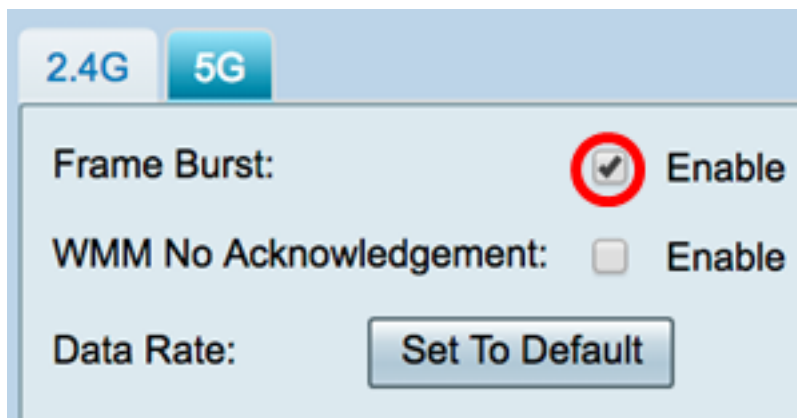 2.4G 5G
Frame Burst: Enable
WMM No Acknowledgement: Enable
Data Rate: Set To Default